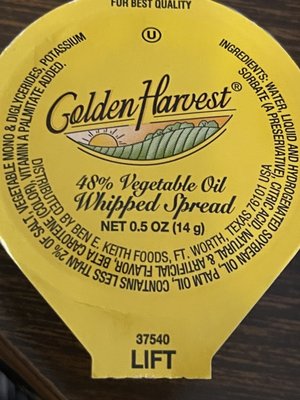 FOR BEST QUALITY
U
Golden Harvest®
48% Vegetable Oil
Whipped Spread
NET 0.5 OZ (14 g)
INGREDIENTS: WATER, LIQUID AND HYDROGENATED SOYBEAN OIL, PALM OIL, CONTAINS LESS THAN 2% OF SALT, VEGETABLE MONO & DIGLYCERIDES, POTASSIUM
SORBATE (A PRESERVATIVE), CITRIC ACID, NATURAL & ARTIFICIAL FLAVOR, BETA CAROTENE (COLOR), VITAMIN A PALMITATE ADDED.
DISTRIBUTED BY BEN E. KEITH FOODS, FT. WORTH, TEXAS 76101 USA
37540
LIFT